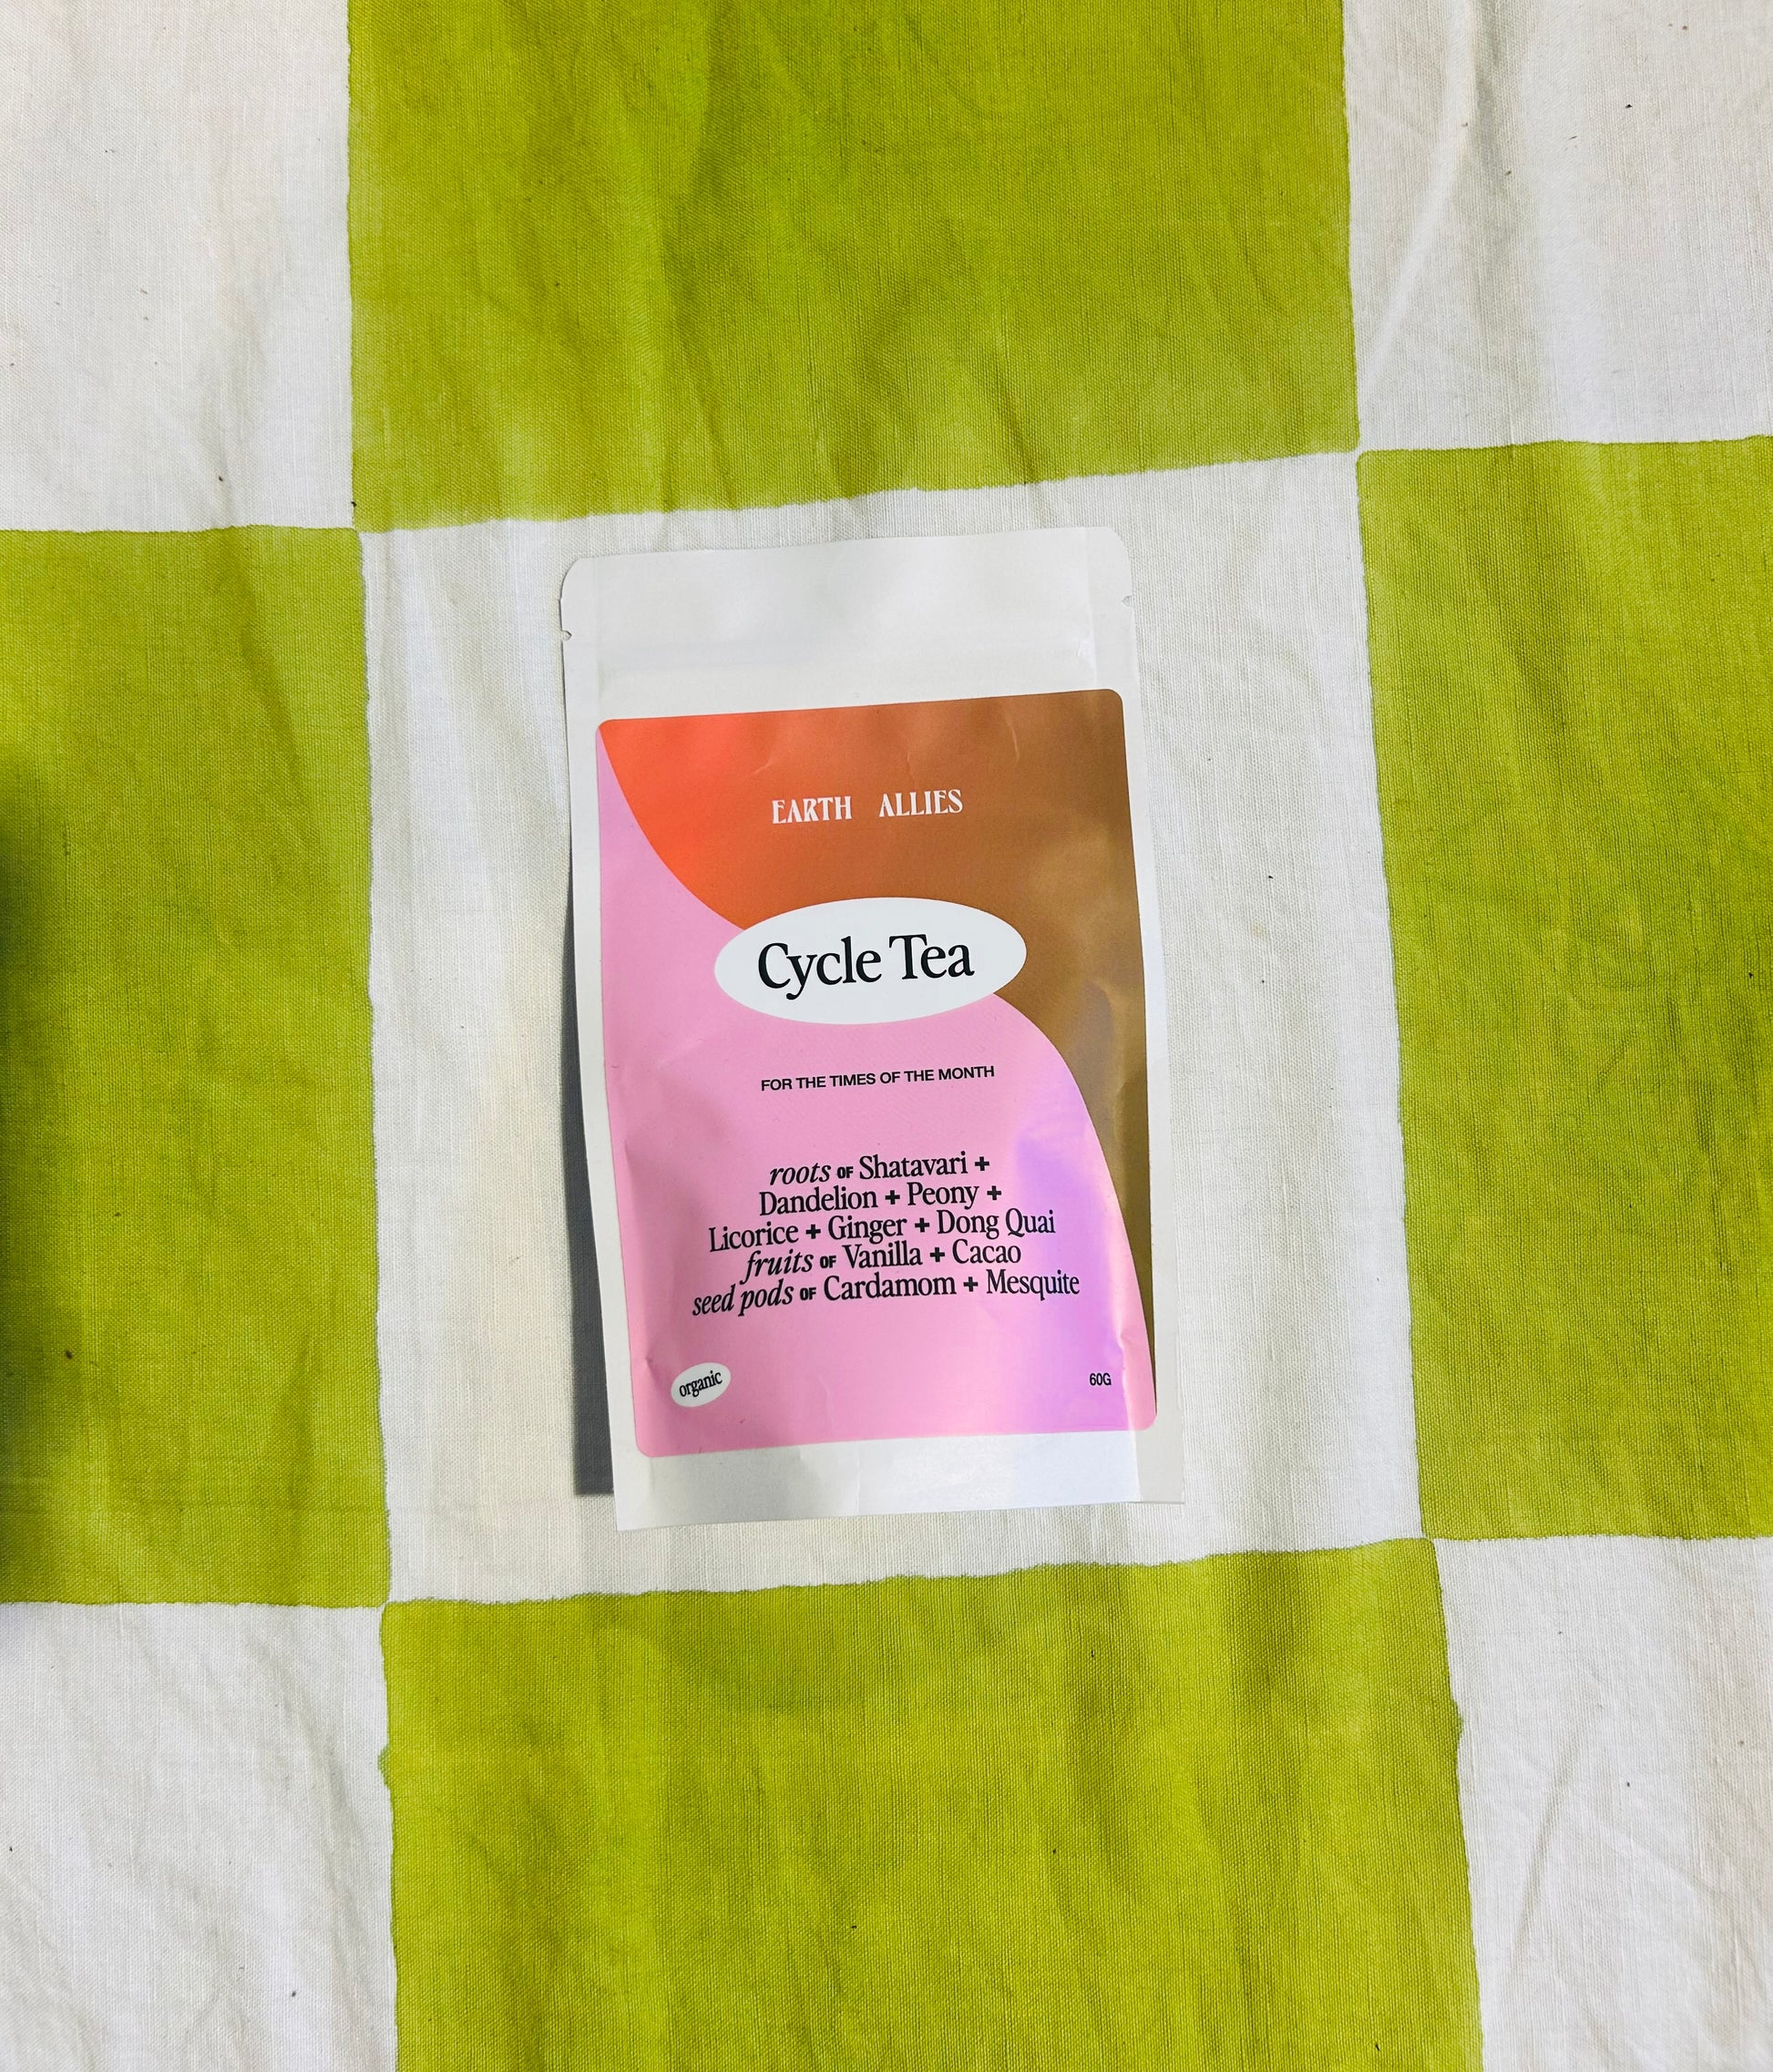 EARTH ALLIES
Cycle Tea
FOR THE TIMES OF THE MONTH
roots OF Shatavari +
Dandelion + Peony +
Licorice + Ginger + Dong Quai
fruits OF Vanilla + Cacao
seed pods OF Cardamom + Mesquite
organic
60G